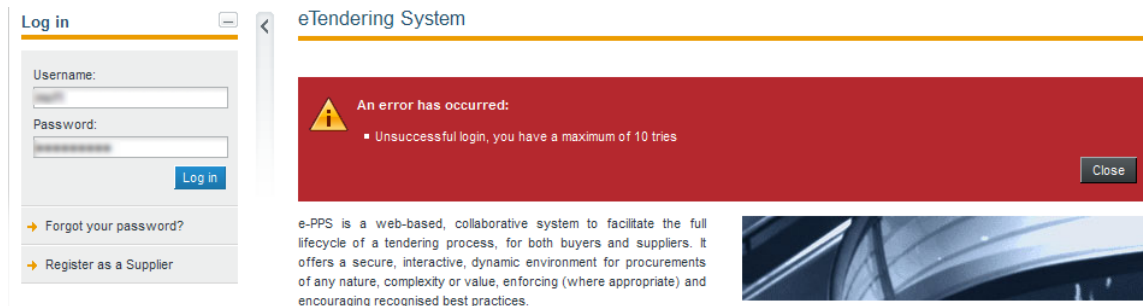 Log in
Username:
Password:
Log in
Forgot your password?
Register as a Supplier
eTendering System
An error has occurred:
Unsuccessful login, you have a maximum of 10 tries
Close
e-PPS is a web-based, collaborative system to facilitate the full
lifecycle of a tendering process, for both buyers and suppliers. It
offers a secure, interactive, dynamic environment for procurements
of any nature, complexity or value, enforcing (where appropriate) and
encouraging recognised best practices.